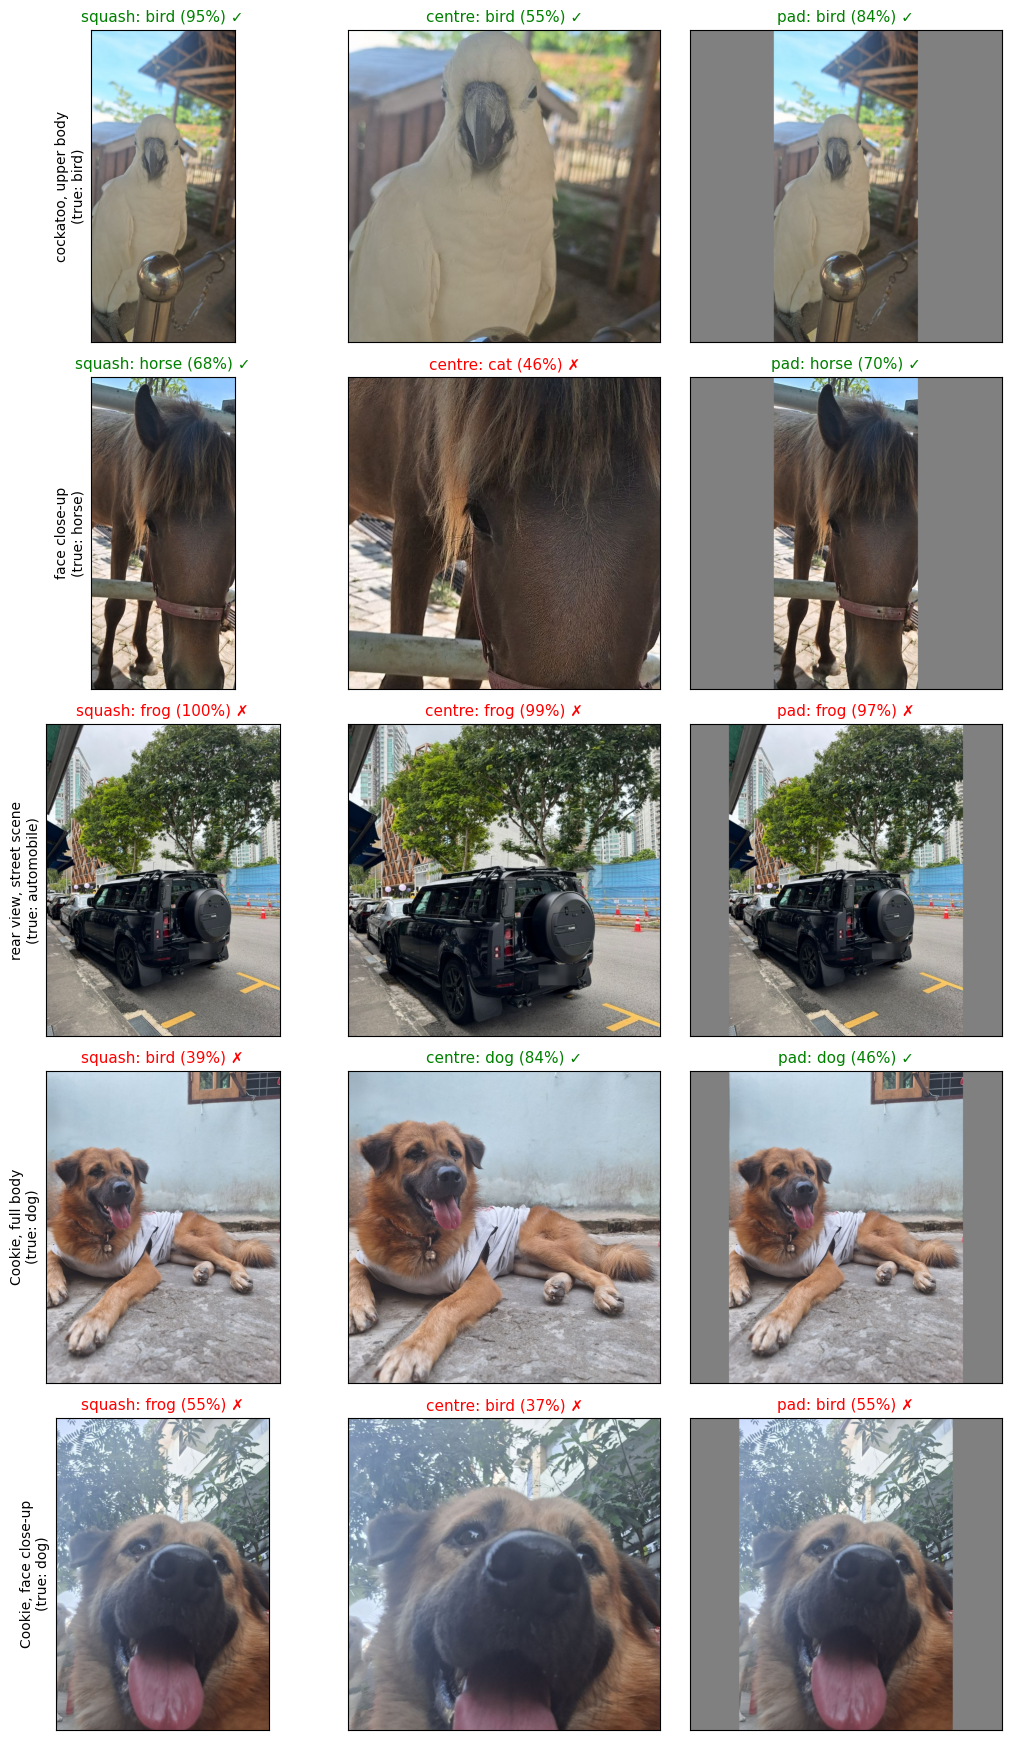 squash: bird (95%) ✓
centre: bird (55%) ✓
pad: bird (84%) ✓
cockatoo, upper body
(true: bird)
squash: horse (68%) ✓
centre: cat (46%) ✗
pad: horse (70%) ✓
face close-up
(true: horse)
squash: frog (100%) ✗
centre: frog (99%) ✗
pad: frog (97%) ✗
rear view, street scene
(true: automobile)
squash: bird (39%) ✗
centre: dog (84%) ✓
pad: dog (46%) ✓
Cookie, full body
(true: dog)
squash: frog (55%) ✗
centre: bird (37%) ✗
pad: bird (55%) ✗
Cookie, face close-up
(true: dog)